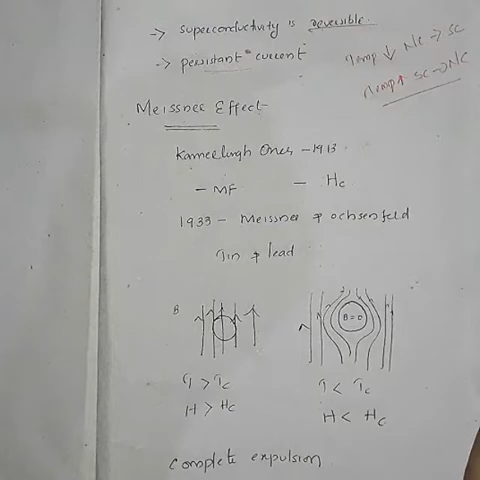 -> superconductivity is reversible.
-> persistant current
Temp ↓ NC -> SC
Temp ↑ SC -> NC
Meissner Effect-
Kamerlingh Ones - 1913
- MF - Hc
1933 - Meissner & ochsenfeld
Tin & lead
B
B = 0
T > Tc
T < Tc
H > Hc
H < Hc
complete expulsion